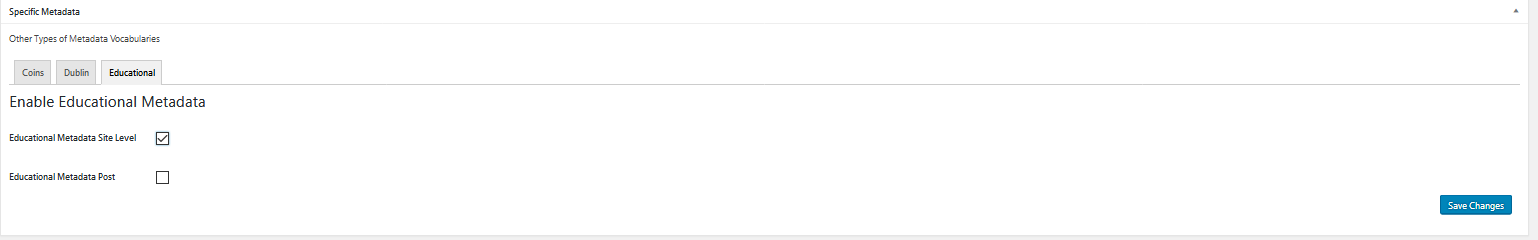 Specific Metadata
Other Types of Metadata Vocabularies
Coins Dublin Educational
Enable Educational Metadata
Educational Metadata Site Level
Educational Metadata Post
Save Changes